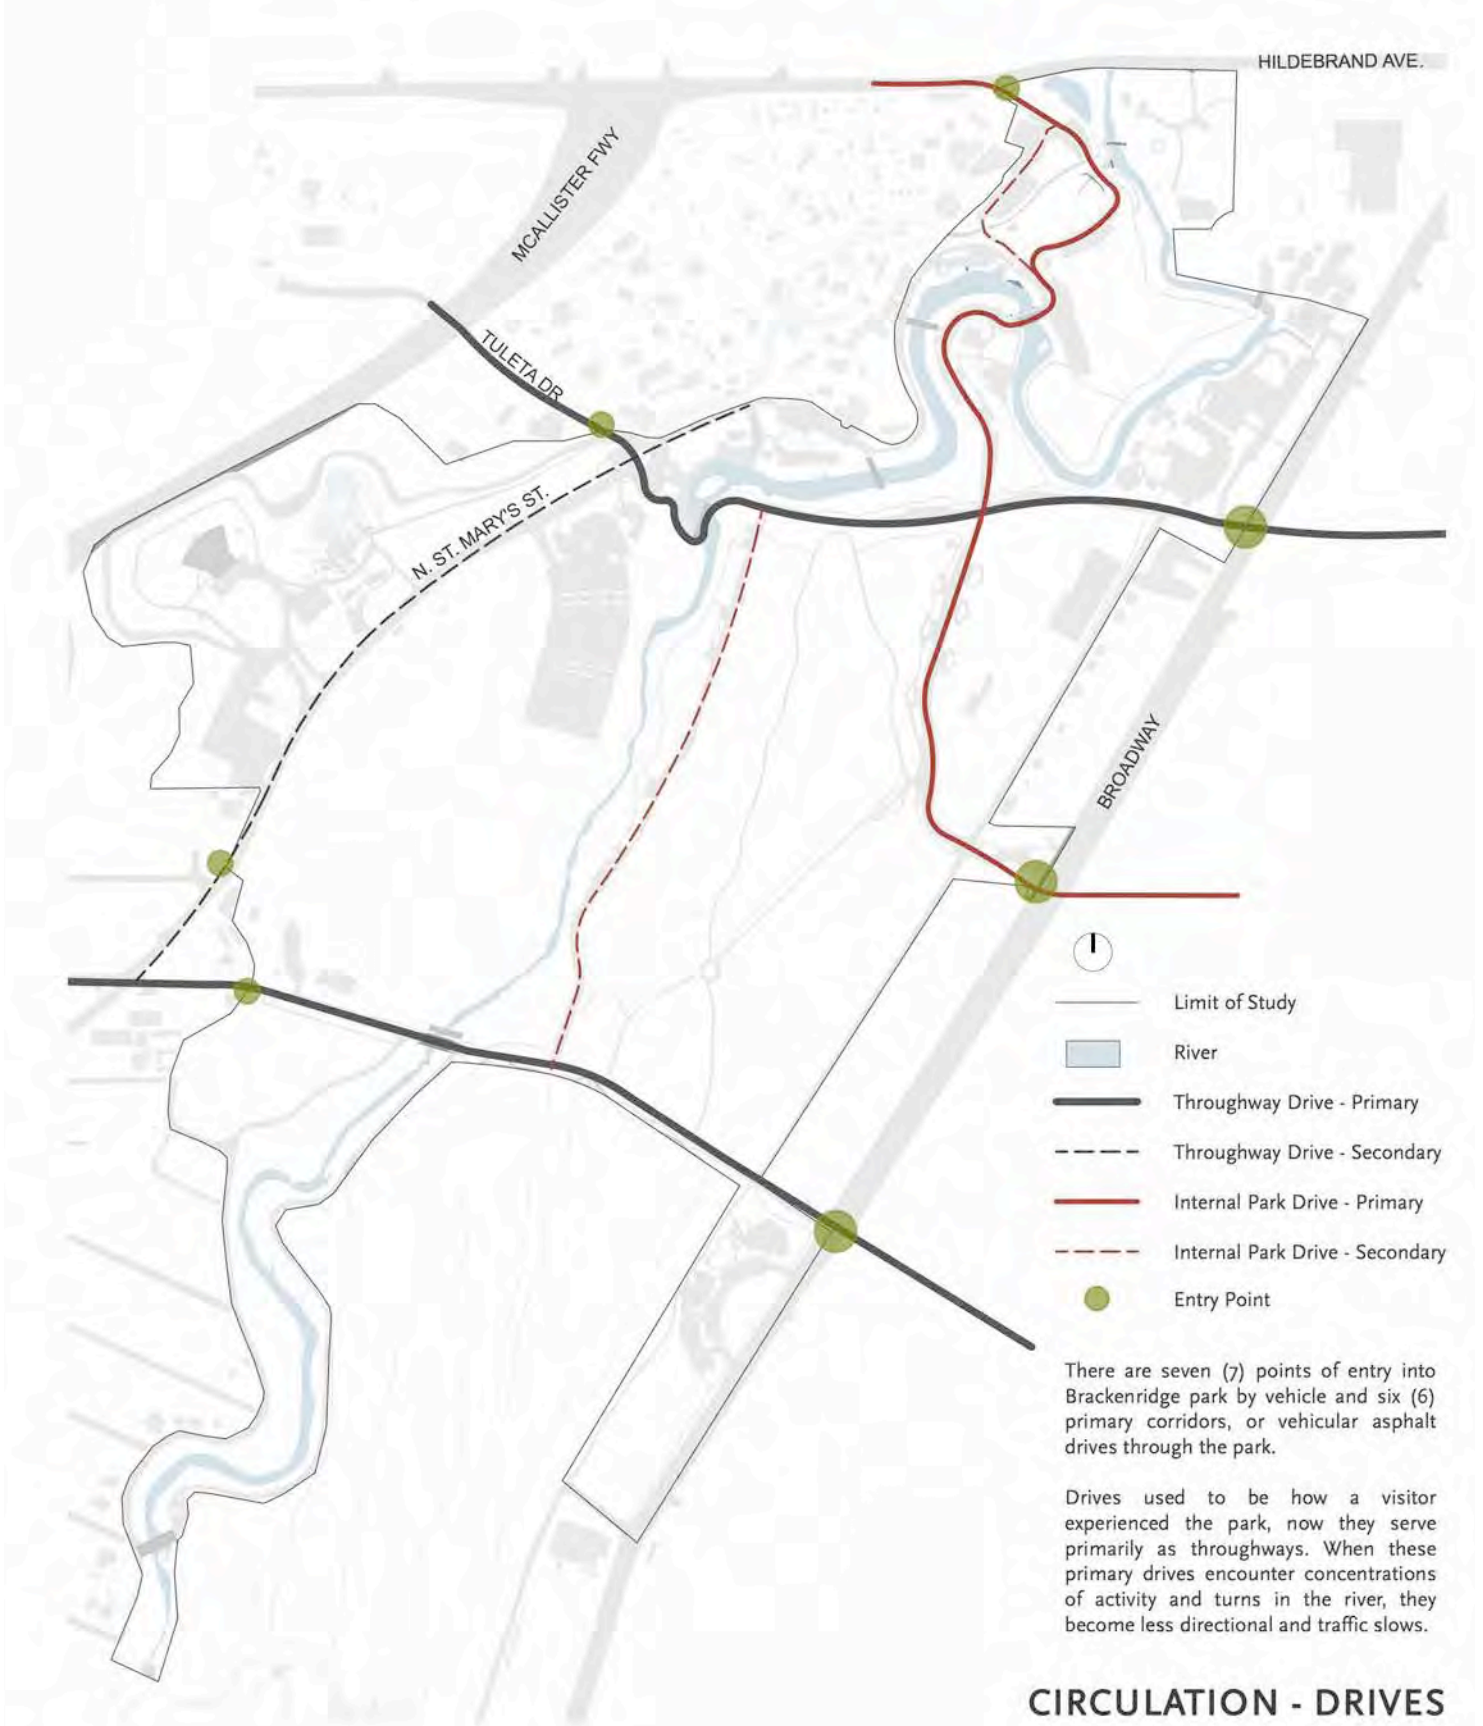 HILDEBRAND AVE.
MCALLISTER FWY
TULETA DR
N. ST. MARY'S ST.
BROADWAY
Limit of Study
River
Throughway Drive - Primary
Throughway Drive - Secondary
Internal Park Drive - Primary
Internal Park Drive - Secondary
Entry Point
There are seven (7) points of entry into
Brackenridge park by vehicle and six (6)
primary corridors, or vehicular asphalt
drives through the park.
Drives used to be how a visitor
experienced the park, now they serve
primarily as throughways. When these
primary drives encounter concentrations
of activity and turns in the river, they
become less directional and traffic slows.
CIRCULATION - DRIVES